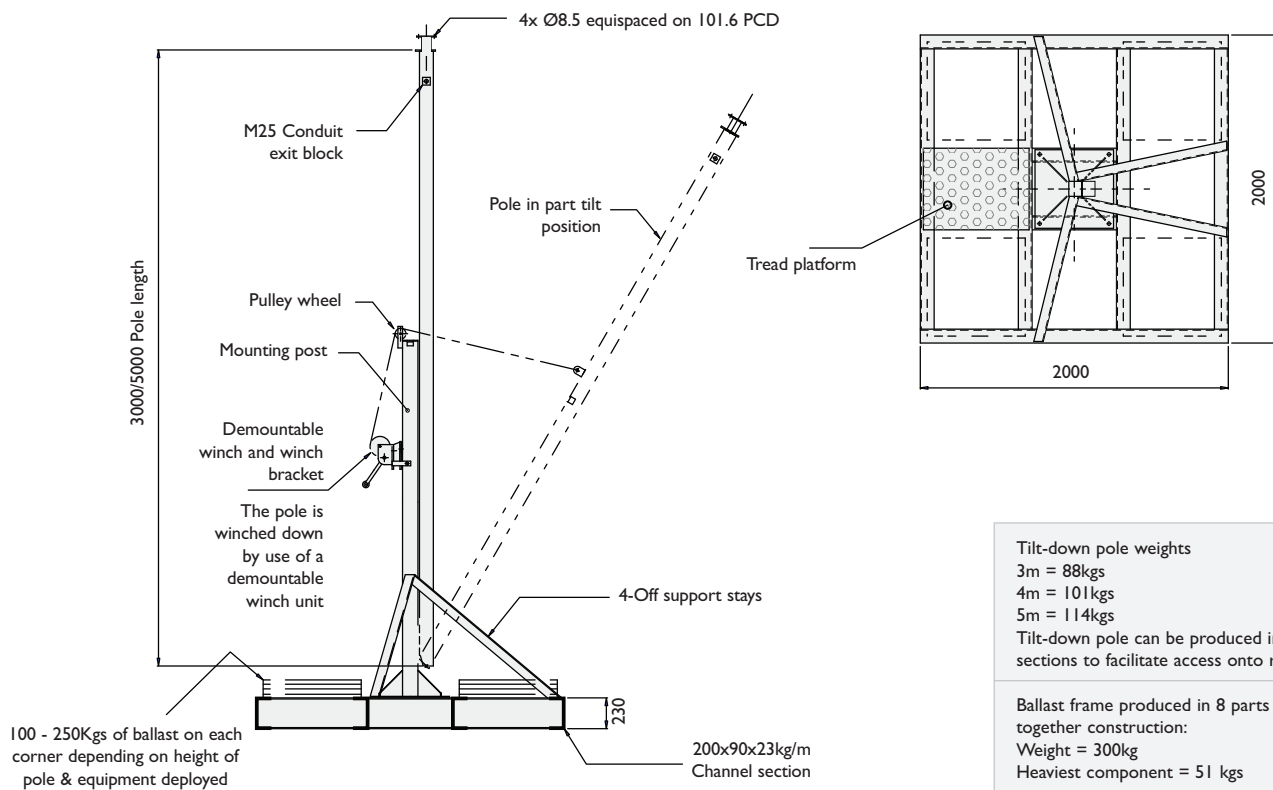 4x Ø8.5 equispaced on 101.6 PCD
M25 Conduit
exit block
Pole in part tilt
position
3000/5000 Pole length
Pulley wheel
Mounting post
Demountable
winch and winch
bracket
The pole is
winched down
by use of a
demountable
winch unit
4-Off support stays
230
100 - 250Kgs of ballast on each
corner depending on height of
pole & equipment deployed
200x90x23kg/m
Channel section
Tread platform
2000
2000
Tilt-down pole weights
3m = 88kgs
4m = 101kgs
5m = 114kgs
Tilt-down pole can be produced
sections to facilitate access onto
Ballast frame produced in 8 parts
together construction:
Weight = 300kg
Heaviest component = 51 kgs